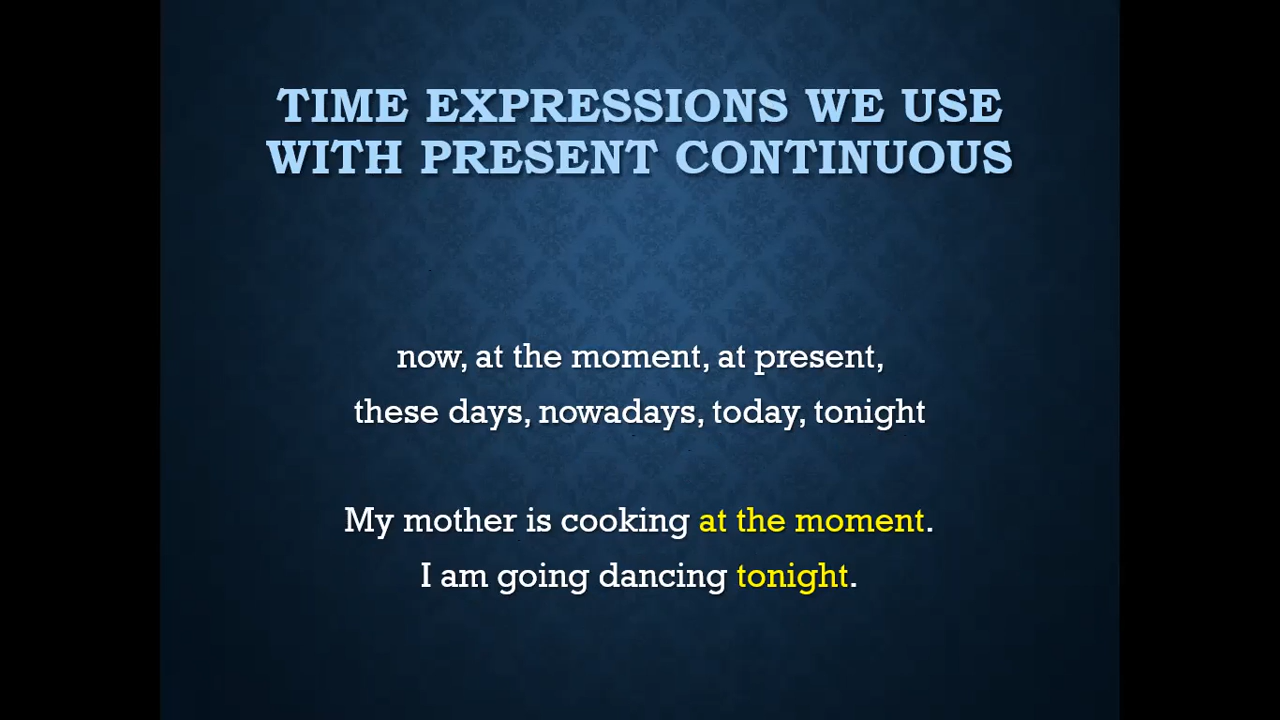 TIME EXPRESSIONS WE USE
WITH PRESENT CONTINUOUS
now, at the moment, at present,
these days, nowadays, today, tonight
My mother is cooking at the moment.
I am going dancing tonight.